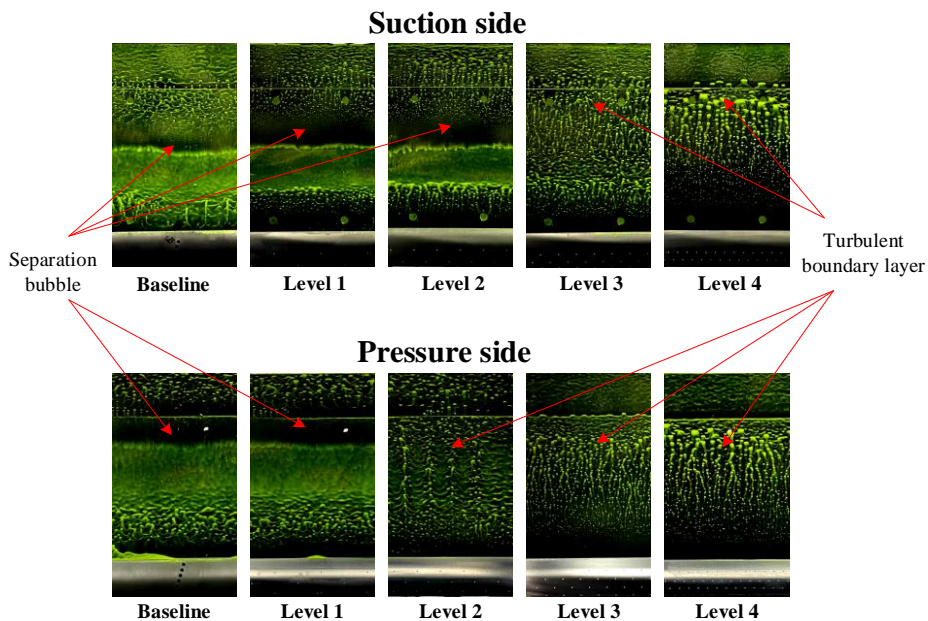 Suction side
Separation
bubble
Turbulent
boundary layer
Baseline
Level 1
Level 2
Level 3
Level 4
Pressure side
Baseline
Level 1
Level 2
Level 3
Level 4